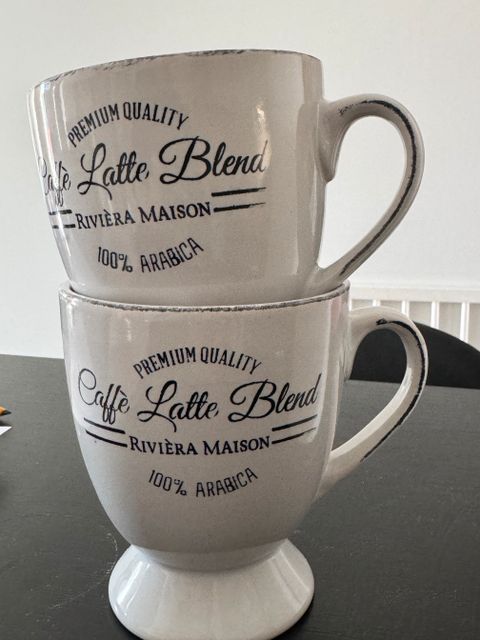 PREMIUM QUALITY
Caffè Latte Blend
RIVIÈRA MAISON
100% ARABICA
PREMIUM QUALITY
Caffè Latte Blend
RIVIÈRA MAISON
100% ARABICA